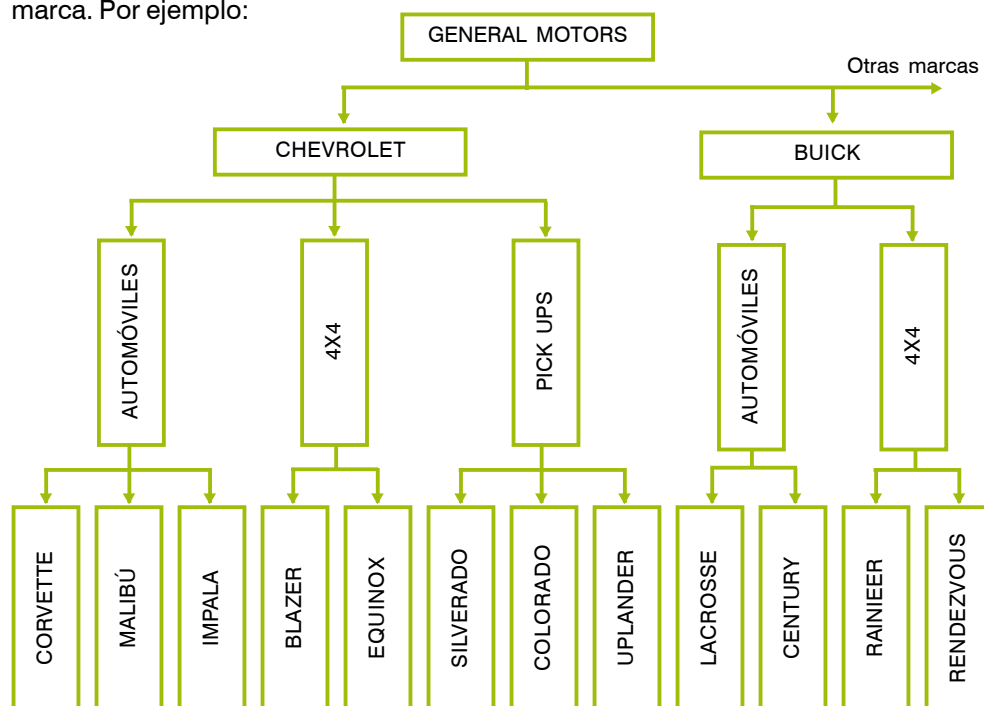 marca. Por ejemplo:
GENERAL MOTORS
Otras marcas
CHEVROLET
BUICK
AUTOMÓVILES
4X4
PICK UPS
AUTOMÓVILES
4X4
CORVETTE
MALIBÚ
IMPALA
BLAZER
EQUINOX
SILVERADO
COLORADO
UPLANDER
LACROSSE
CENTURY
RAINIEER
RENDEZVOUS